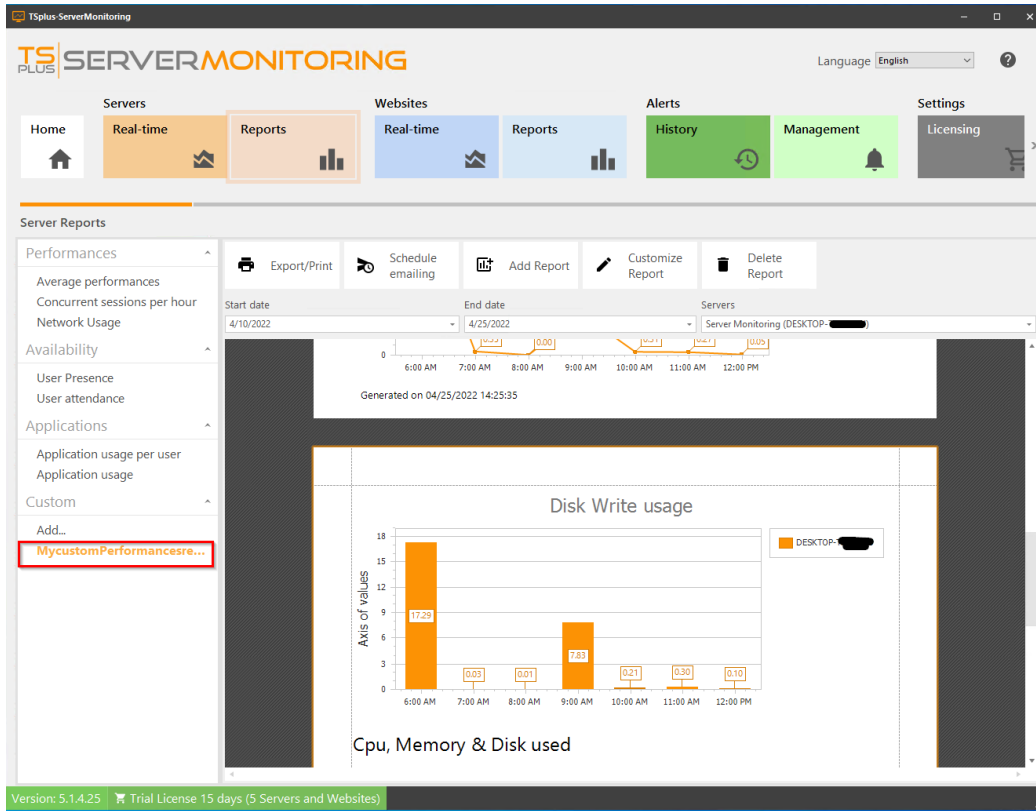 TSplus-ServerMonitoring
TS PLUS SERVERMONITORING
Language English
Servers
Websites
Alerts
Settings
Home
Real-time
Reports
Real-time
Reports
History
Management
Licensing
Server Reports
Performances
Average performances
Concurrent sessions per hour
Network Usage
Availability
User Presence
User attendance
Applications
Application usage per user
Application usage
Custom
Add...
MycustomPerformancesre...
Export/Print
Schedule
emailing
Add Report
Customize
Report
Delete
Report
Start date
End date
Servers
4/10/2022
4/25/2022
Server Monitoring (DESKTOP-
0.00
0.05
0
6:00 AM 7:00 AM 8:00 AM 9:00 AM 10:00 AM 11:00 AM 12:00 PM
Generated on 04/25/2022 14:25:35
Disk Write usage
DESKTOP-
Axis of values
18
15
12
9
6
3
0
17.29
0.03
0.01
7.83
0.21
0.30
0.10
6:00 AM 7:00 AM 8:00 AM 9:00 AM 10:00 AM 11:00 AM 12:00 PM
Cpu, Memory & Disk used
Version: 5.1.4.25
Trial License 15 days (5 Servers and Websites)